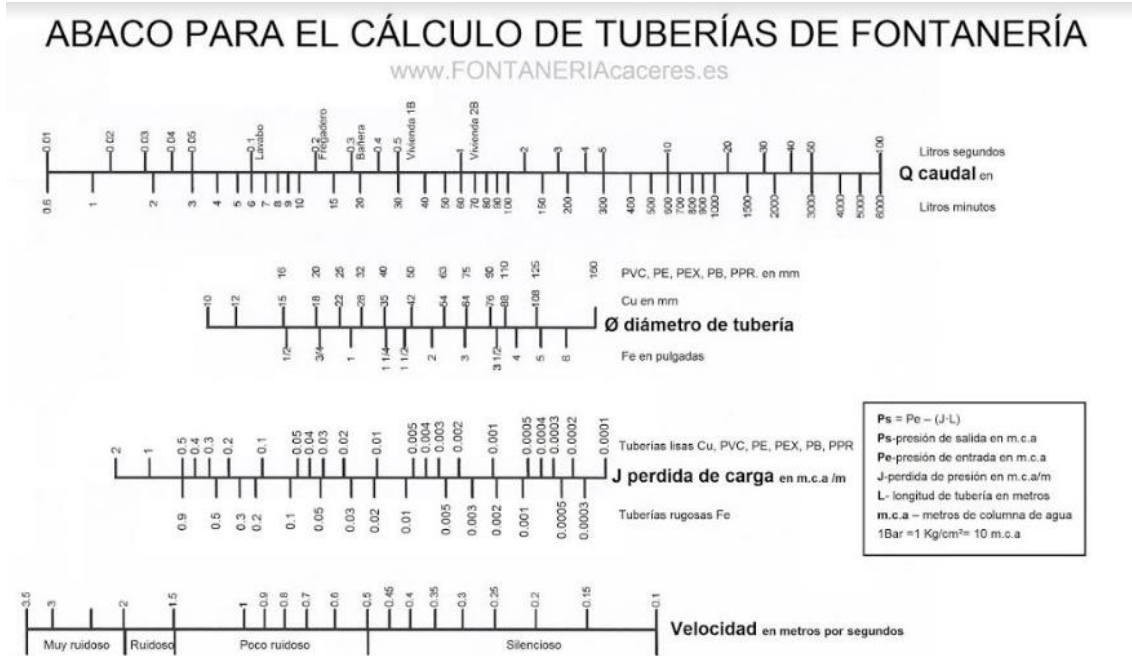 ABACO PARA EL CÁLCULO DE TUBERÍAS DE FONTANERÍA
www.FONTANERIAcaceres.es
0.01 0.02 0.03 0.04 0.05 0.1 Lavabo 0.2 Fregadero 0.3 Bañera 0.4 0.5 Vivienda 1B 1 Vivienda 2B 2 3 4 5 10 20 30 40 50 100 Litros segundos
Q caudal en
0.6 1 2 3 4 5 6 7 8 9 10 15 20 30 40 50 60 70 80 90 100 150 200 300 400 500 600 700 800 900 1000 1500 2000 3000 4000 5000 6000 Litros minutos
16 20 25 32 40 50 63 75 90 110 125 160 PVC, PE, PEX, PB, PPR. en mm
10 12 15 18 22 28 35 42 54 64 76 88 108 Cu en mm
Ø diámetro de tubería
1/2 3/4 1 1 1/4 1 1/2 2 3 3 1/2 4 5 6 Fe en pulgadas
2 1 0.5 0.4 0.3 0.2 0.1 0.05 0.04 0.03 0.02 0.01 0.005 0.004 0.003 0.002 0.001 0.0005 0.0004 0.0003 0.0002 0.0001 Tuberías lisas Cu, PVC, PE, PEX, PB, PPR
J perdida de carga en m.c.a /m
0.9 0.5 0.3 0.2 0.1 0.05 0.03 0.02 0.01 0.005 0.003 0.002 0.001 0.0005 0.0003 Tuberías rugosas Fe
Ps = Pe – (J·L)
Ps-presión de salida en m.c.a
Pe-presión de entrada en m.c.a
J-perdida de presión en m.c.a/m
L- longitud de tubería en metros
m.c.a – metros de columna de agua
1Bar =1 Kg/cm²= 10 m.c.a
3.5 3 2 1.5 1 0.9 0.8 0.7 0.6 0.5 0.45 0.4 0.35 0.3 0.25 0.2 0.15 0.1
Velocidad en metros por segundos
Muy ruidoso Ruidoso Poco ruidoso Silencioso